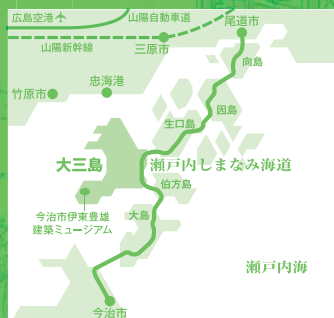 広島空港
山陽自動車道
尾道市
山陽新幹線
三原市
向島
忠海港
竹原市
因島
生口島
大三島
瀬戸内しまなみ海道
伯方島
今治市伊東豊雄
建築ミュージアム
大島
瀬戸内海
今治市